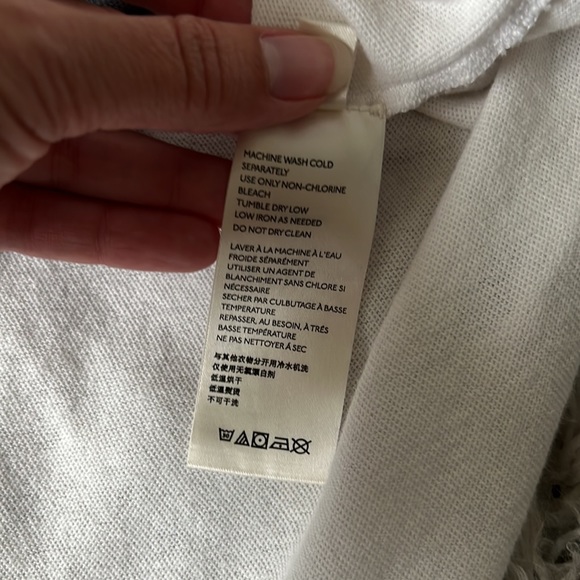 MACHINE WASH COLD
SEPARATELY
USE ONLY NON-CHLORINE
BLEACH
TUMBLE DRY LOW
LOW IRON AS NEEDED
DO NOT DRY CLEAN
LAVER À LA MACHINE À L'EAU
FROIDE SÉPARÉMENT
UTILISER UN AGENT DE
BLANCHIMENT SANS CHLORE SI
NÉCESSAIRE
SECHER PAR CULBUTAGE À BASSE
TEMPERATURE
REPASSER, AU BESOIN, À TRÉS
BASSE TEMPÉRATURE
NE PAS NETTOYER À SEC
与其他衣物分开用冷水机洗
仅使用无氯漂白剂
低温烘干
低温熨烫
不可干洗